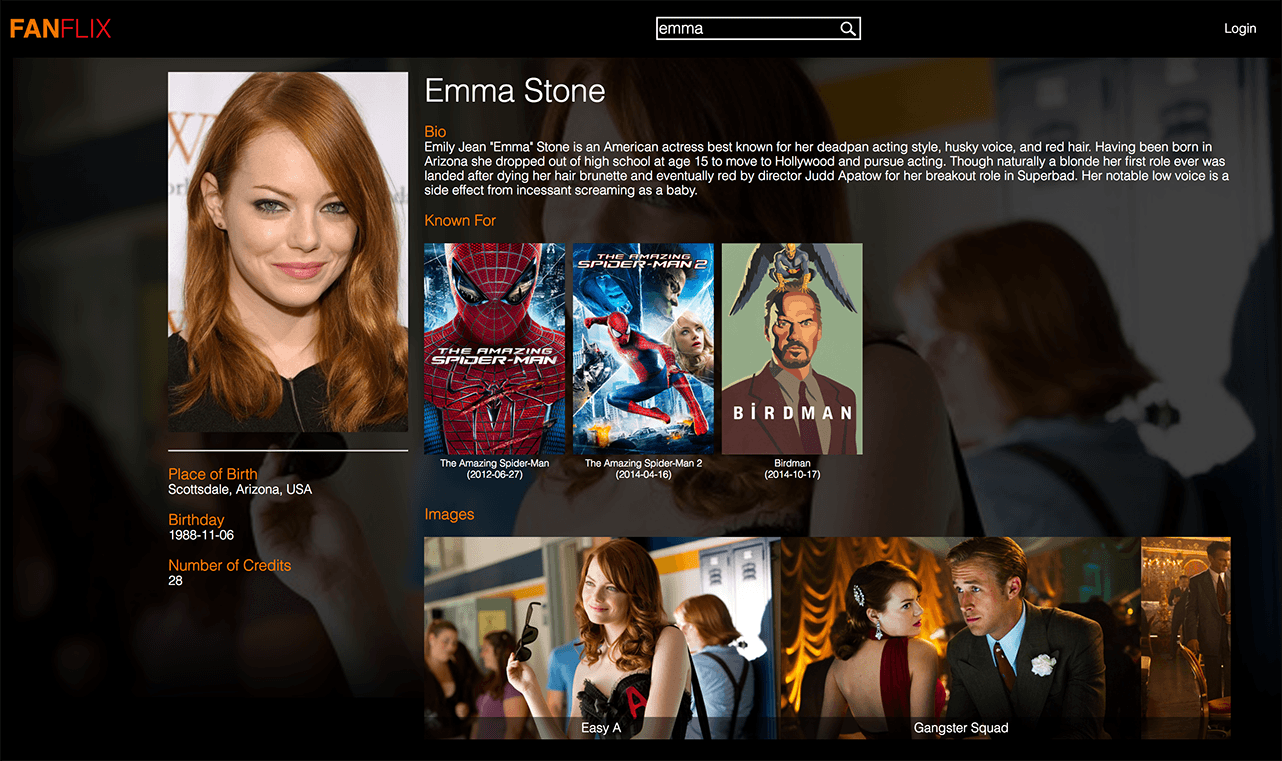 FANFLIX
emma
Login
Emma Stone
Bio
Emily Jean "Emma" Stone is an American actress best known for her deadpan acting style, husky voice, and red hair. Having been born in
Arizona she dropped out of high school at age 15 to move to Hollywood and pursue acting. Though naturally a blonde her first role ever was
landed after dying her hair brunette and eventually red by director Judd Apatow for her breakout role in Superbad. Her notable low voice is a
side effect from incessant screaming as a baby.
Known For
THE AMAZING
SPIDER-MAN
THE AMAZING
SPIDER-MAN 2
BiRDMAN
The Amazing Spider-Man
(2012-06-27)
The Amazing Spider-Man 2
(2014-04-16)
Birdman
(2014-10-17)
Place of Birth
Scottsdale, Arizona, USA
Birthday
1988-11-06
Number of Credits
28
Images
A
Easy A
Gangster Squad